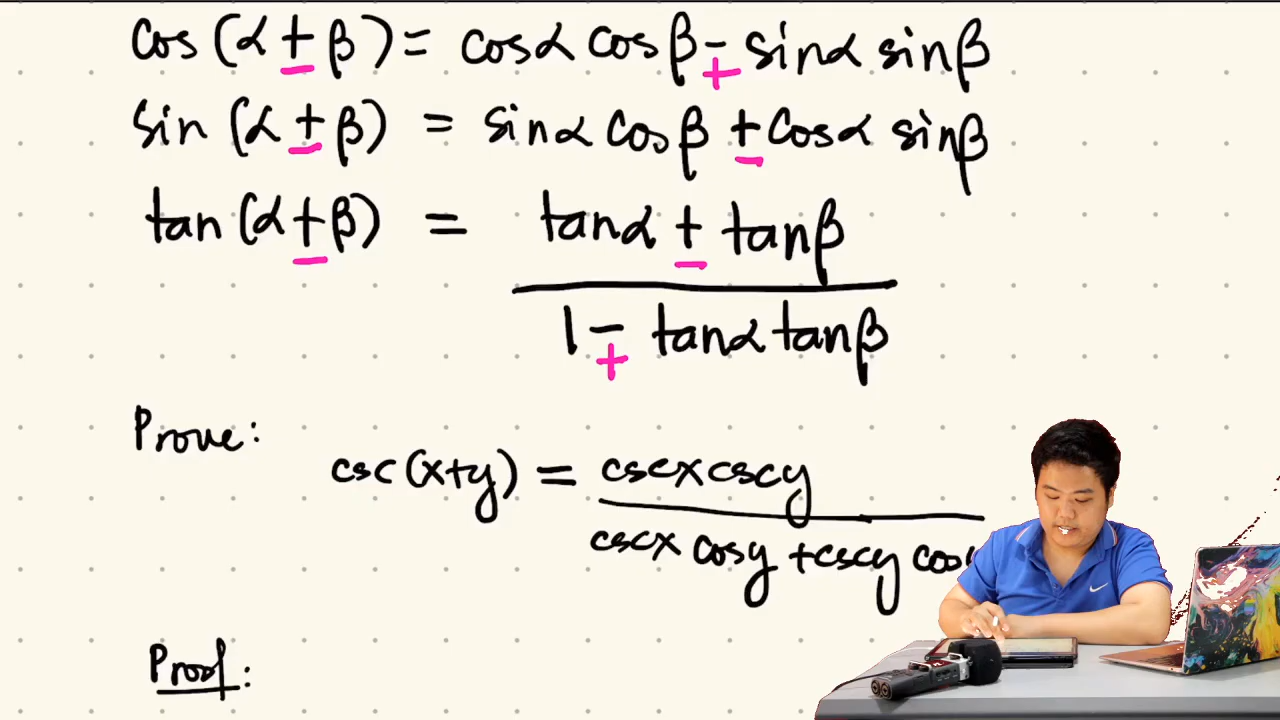 cos (α ± β) = cosα cosβ ∓ sinα sinβ
sin (α ± β) = sinα cosβ ± cosα sinβ
tan (α ± β) = tanα ± tanβ
1 ∓ tanα tanβ
Prove:
csc(x+y) = cscx cscy
cscx cosy + cscy cos
Proof: